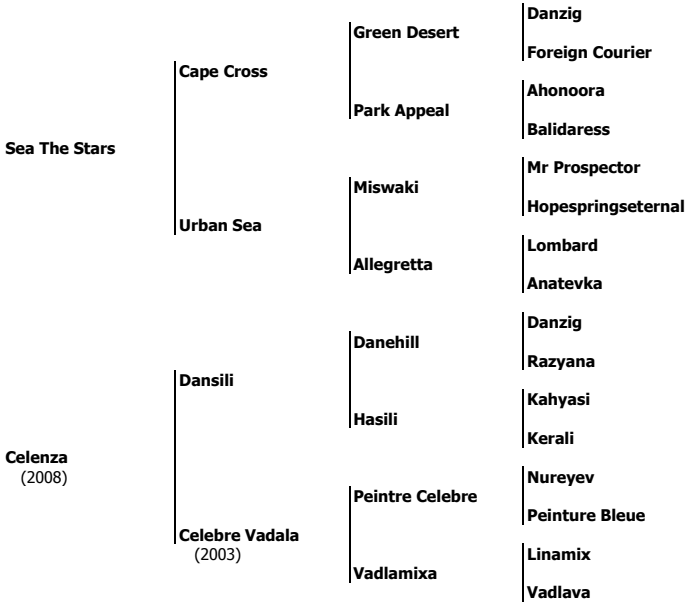 Danzig
Green Desert
Foreign Courier
Cape Cross
Ahonoora
Park Appeal
Balidaress
Sea The Stars
Mr Prospector
Miswaki
Hopespringseternal
Urban Sea
Lombard
Allegretta
Anatevka
Danzig
Danehill
Razyana
Dansili
Kahyasi
Hasili
Kerali
Celenza
(2008)
Nureyev
Peintre Celebre
Peinture Bleue
Celebre Vadala
(2003)
Linamix
Vadlamixa
Vadlava